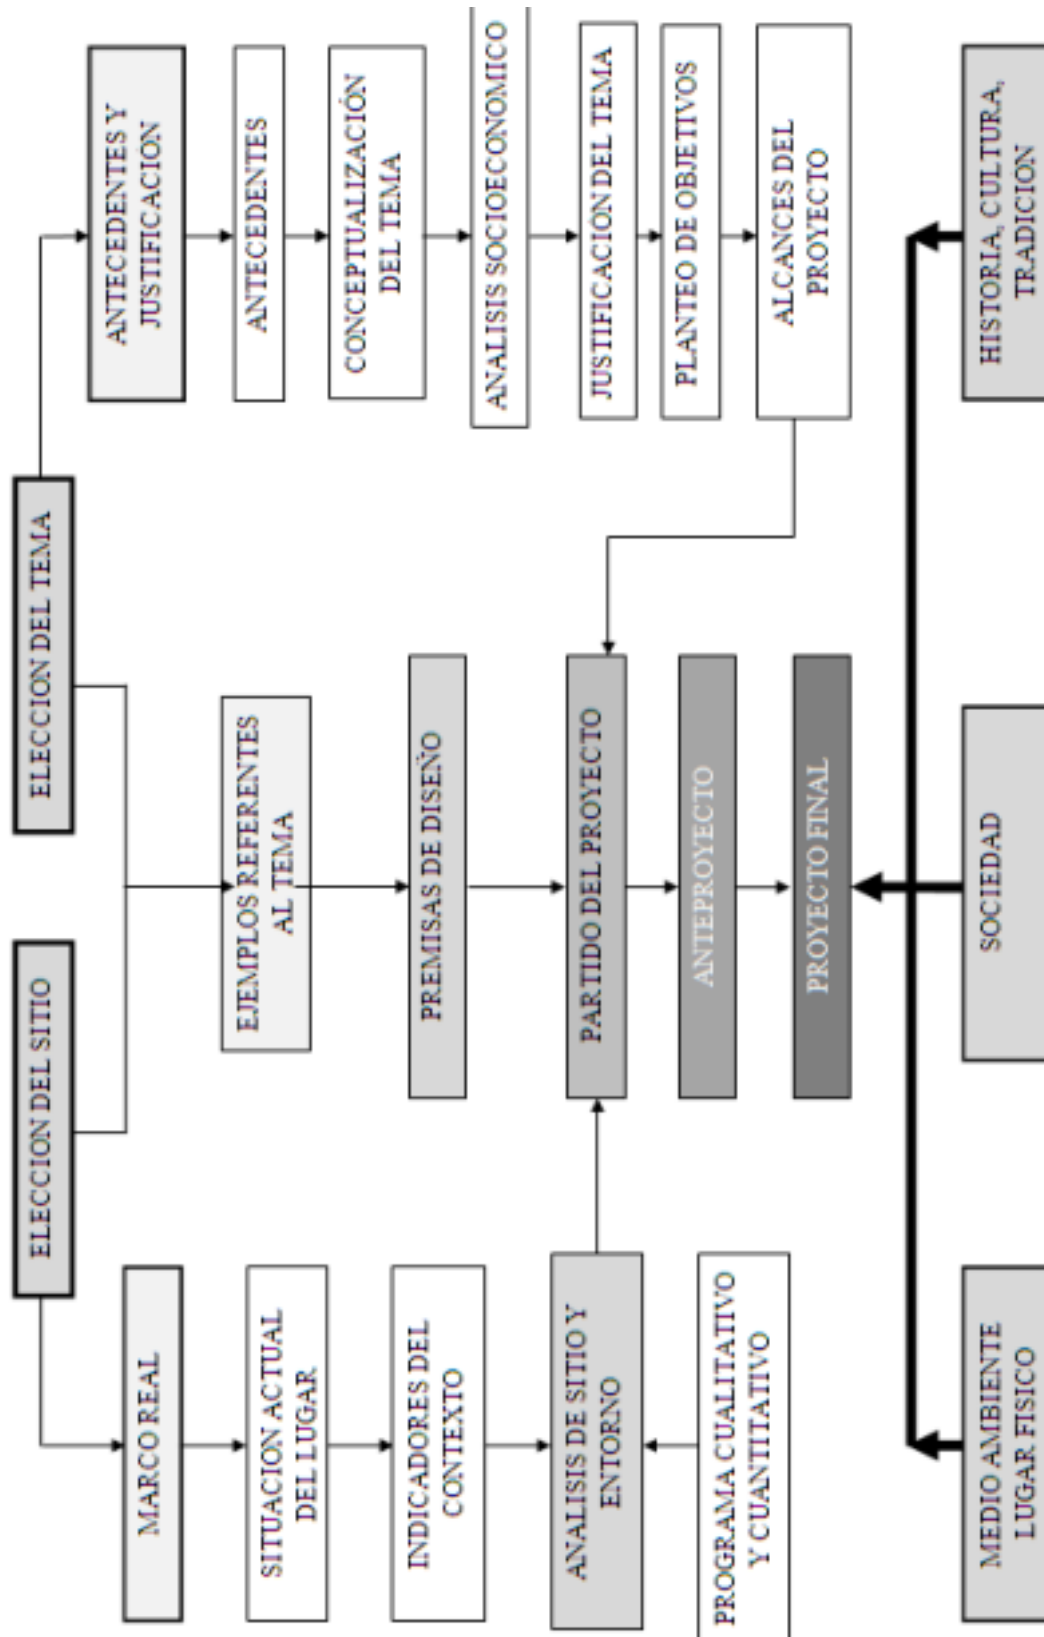 ELECCION DEL SITIO
ELECCION DEL TEMA
MARCO REAL
SITUACION ACTUAL
DEL LUGAR
INDICADORES DEL
CONTEXTO
ANALISIS DE SITIO Y
ENTORNO
PROGRAMA CUALITATIVO
Y CUANTITATIVO
EJEMPLOS REFERENTES
AL TEMA
PREMISAS DE DISEÑO
PARTIDO DEL PROYECTO
ANTEPROYECTO
PROYECTO FINAL
ANTECEDENTES Y
JUSTIFICACIÓN
ANTECEDENTES
CONCEPTUALIZACIÓN
DEL TEMA
ANALISIS SOCIOECONOMICO
JUSTIFICACION DEL TEMA
PLANTEO DE OBJETIVOS
ALCANCES DEL
PROYECTO
MEDIO AMBIENTE
LUGAR FISICO
SOCIEDAD
HISTORIA, CULTURA,
TRADICION